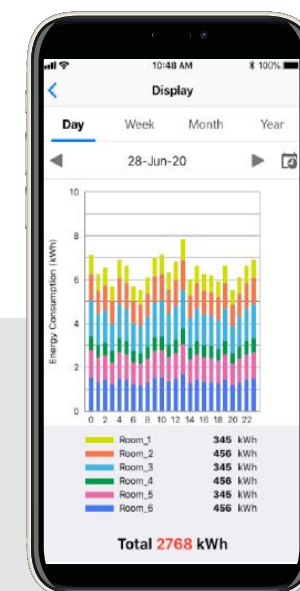 10:48 AM 100%
Display
Day Week Month Year
28-Jun-20
Energy Consumption (kWh)
10
8
6
4
2
0
0 2 4 6 8 10 12 14 16 18 20 22
Room_1 345 kWh
Room_2 456 kWh
Room_3 345 kWh
Room_4 456 kWh
Room_5 345 kWh
Room_6 456 kWh
Total 2768 kWh